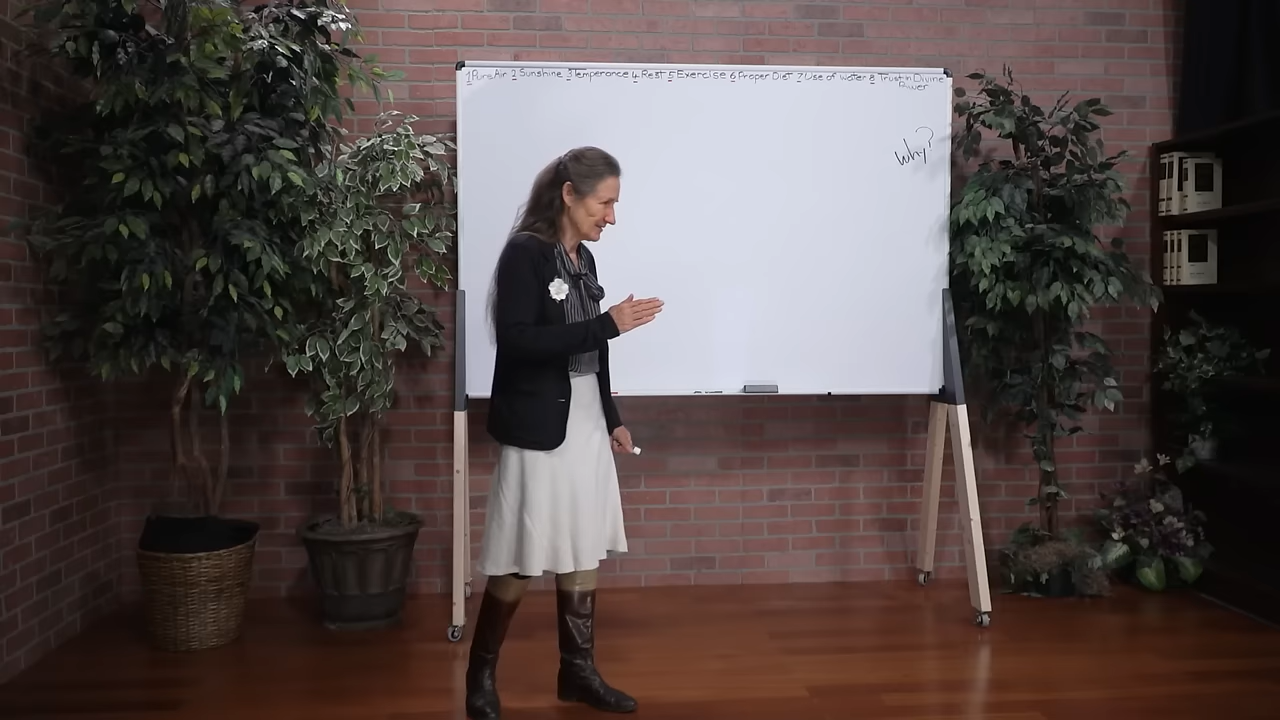 1 Pure Air 2 Sunshine 3 Temperance 4 Rest 5 Exercise 6 Proper Diet 7 Use of water 8 Trust in Divine
Power
Why?